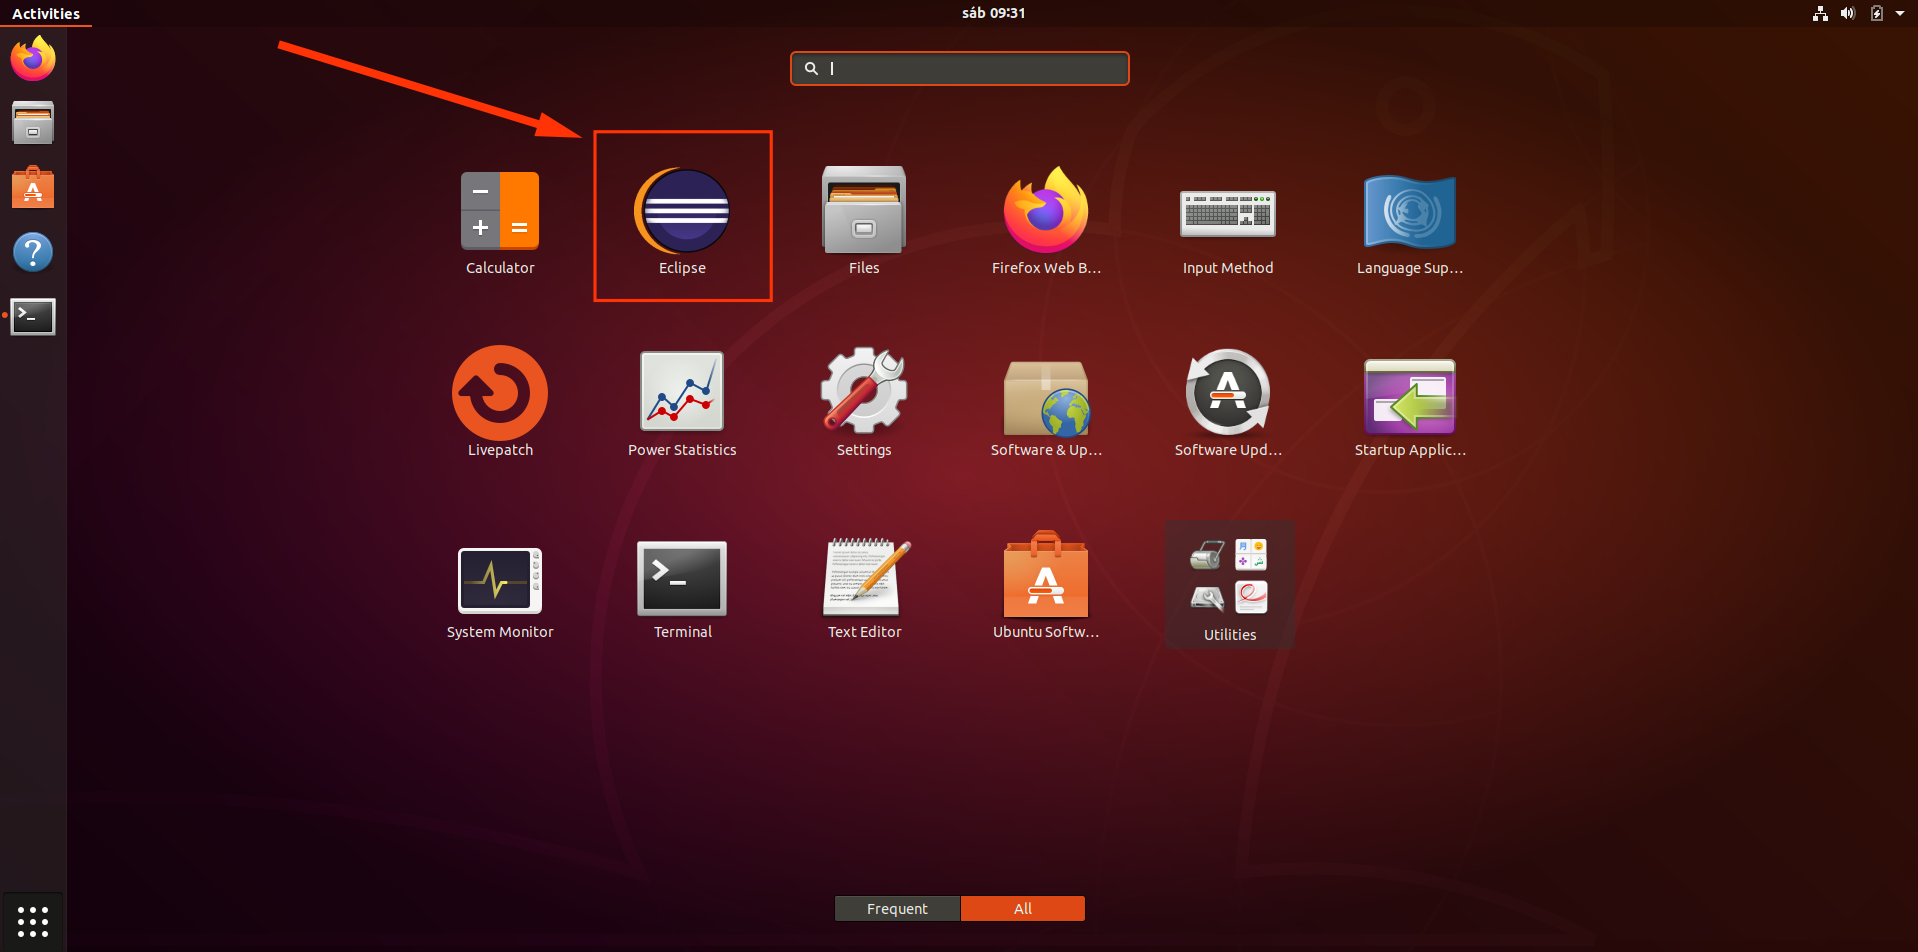 Activities
sáb 09:31
Calculator
Eclipse
Files
Firefox Web B...
Input Method
Language Sup...
Livepatch
Power Statistics
Settings
Software & Up...
Software Upd...
Startup Applic...
System Monitor
Terminal
Text Editor
Ubuntu Softw...
Utilities
Frequent
All